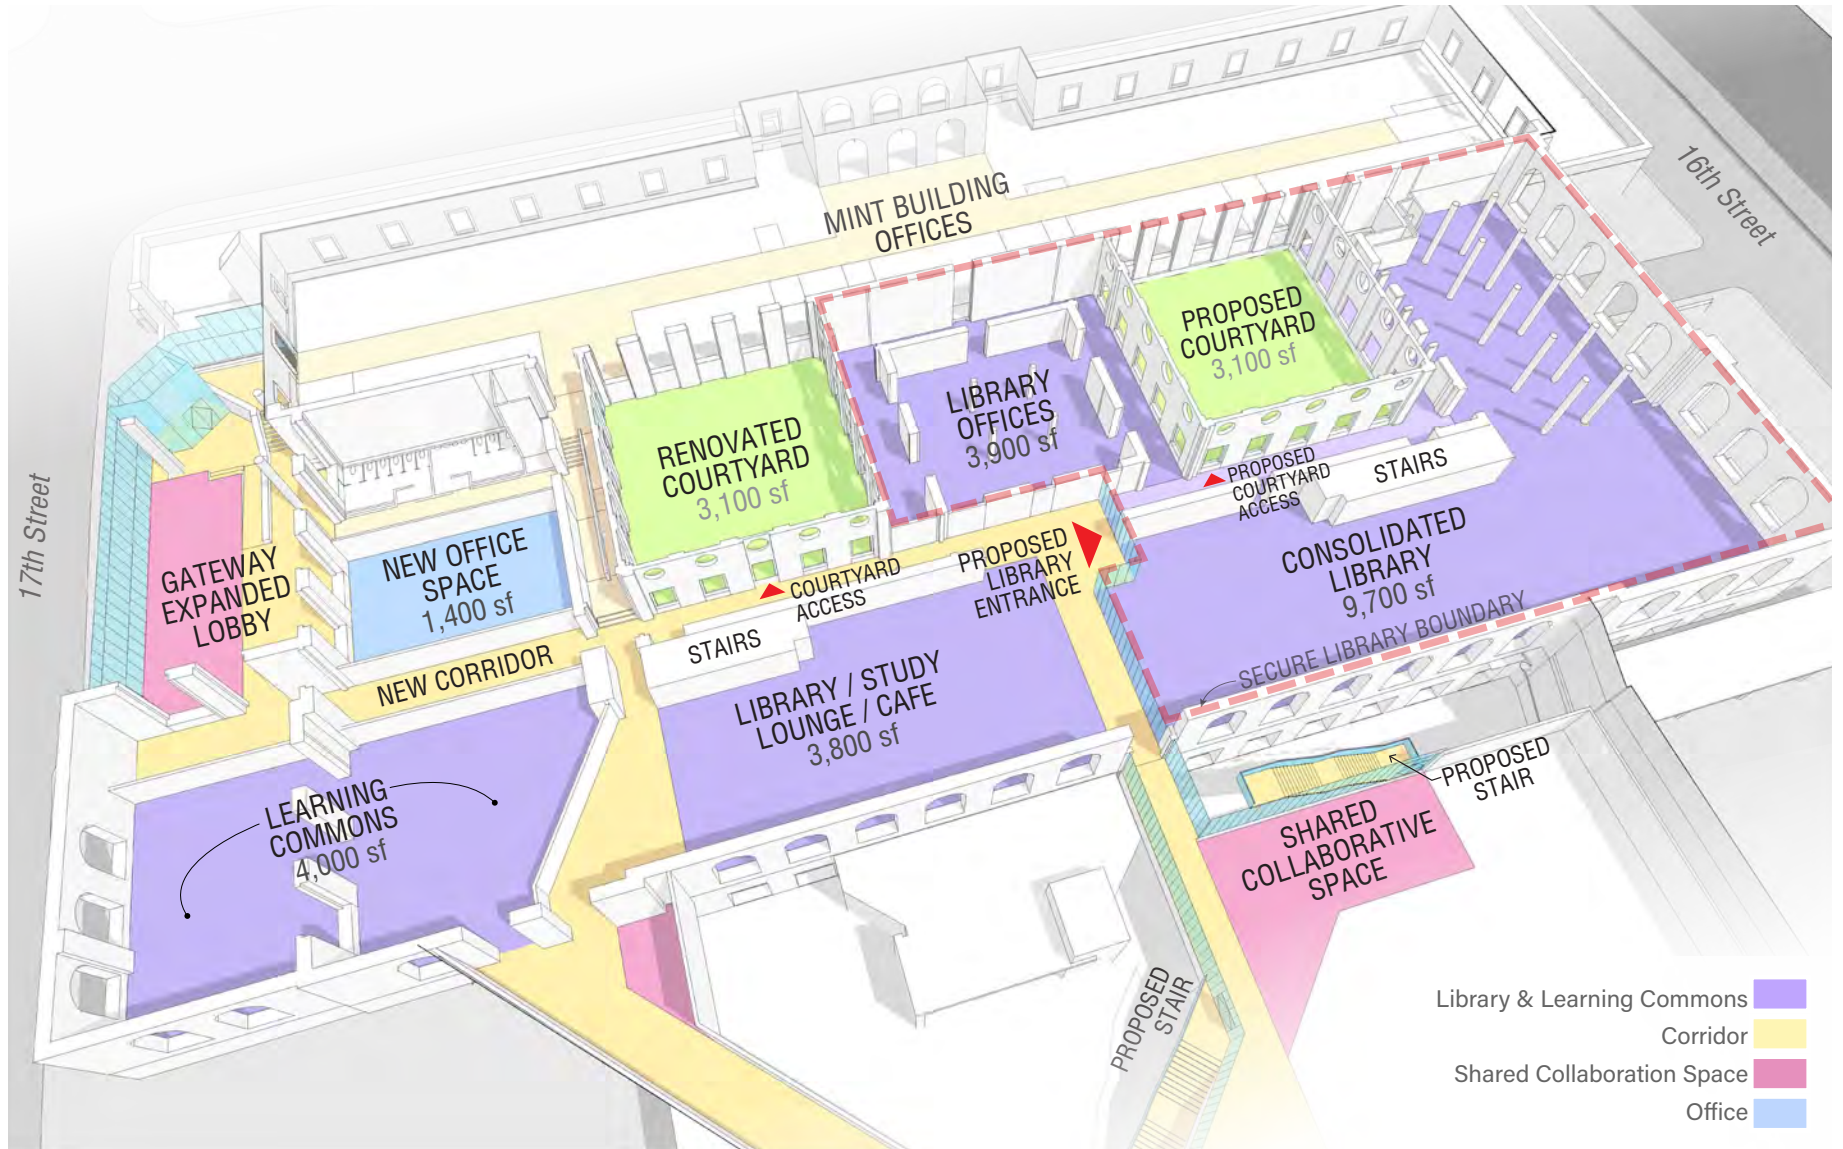 MINT BUILDING
OFFICES
16th Street
17th Street
PROPOSED
COURTYARD
3,100 sf
LIBRARY
OFFICES
3,900 sf
RENOVATED
COURTYARD
3,100 sf
PROPOSED
COURTYARD
ACCESS
STAIRS
CONSOLIDATED
LIBRARY
9,700 sf
GATEWAY
EXPANDED
LOBBY
NEW OFFICE
SPACE
1,400 sf
COURTYARD
ACCESS
PROPOSED
LIBRARY
ENTRANCE
NEW CORRIDOR
STAIRS
LIBRARY / STUDY
LOUNGE / CAFE
3,800 sf
SECURE LIBRARY BOUNDARY
LEARNING
COMMONS
4,000 sf
PROPOSED
STAIR
SHARED
COLLABORATIVE
SPACE
PROPOSED
STAIR
Library & Learning Commons
Corridor
Shared Collaboration Space
Office